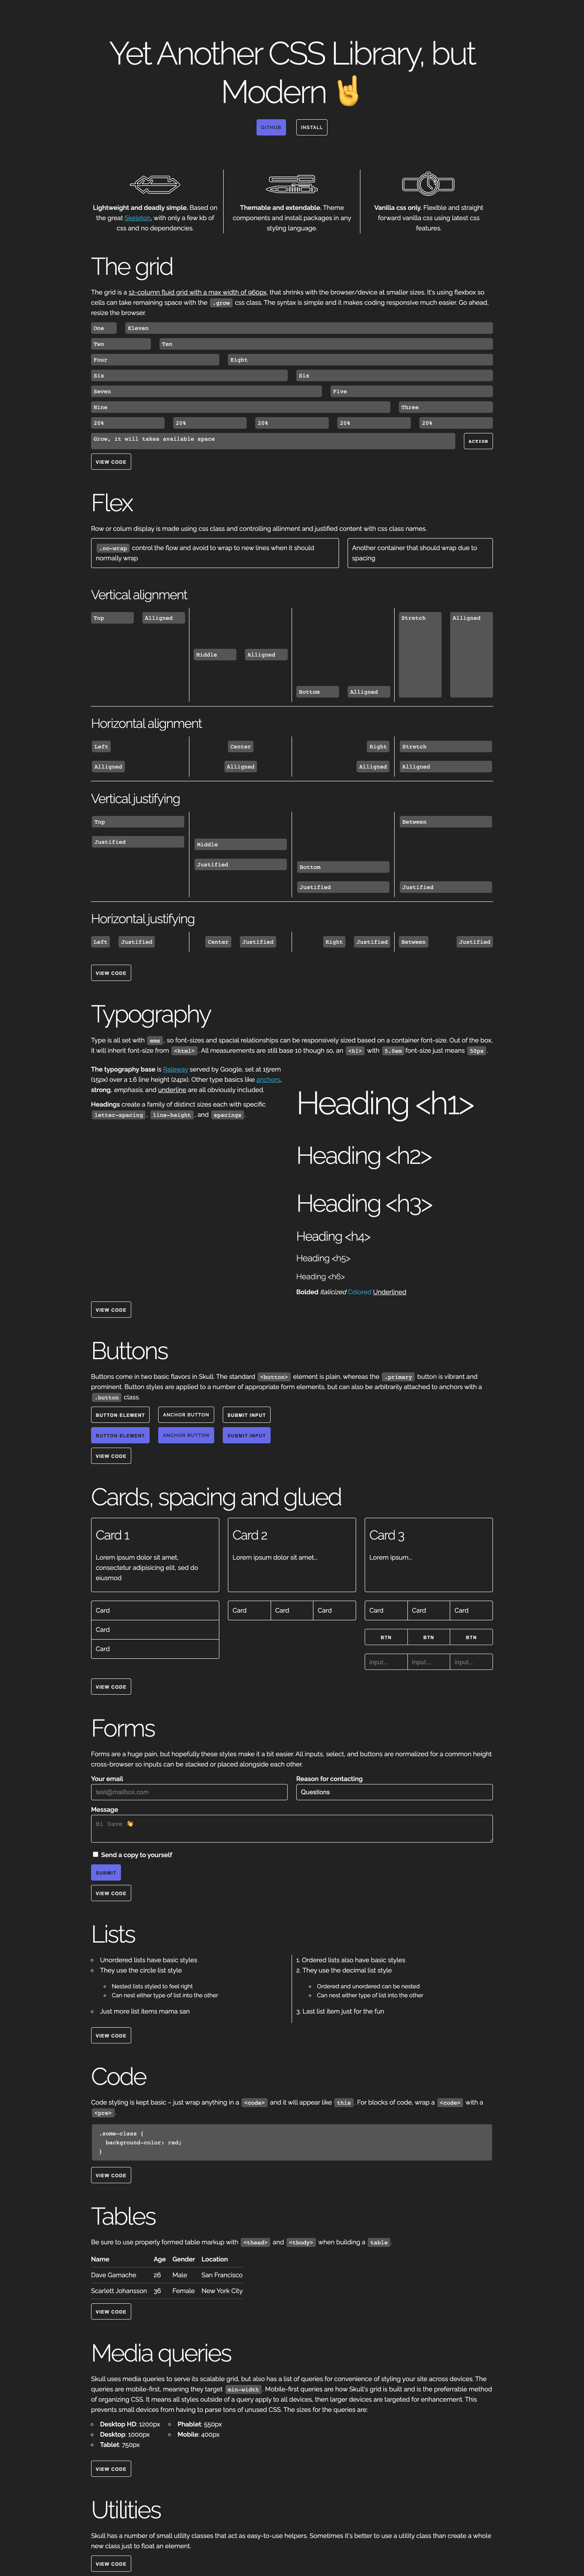 Yet Another CSS Library, but
Modern 🤘
GITHUB
INSTALL
Lightweight and deadly simple. Based on
the great Skeleton, with only a few kb of
css and no dependencies.
Themable and extendable. Theme
components and install packages in any
styling language.
Vanilla css only. Flexible and straight
forward vanilla css using latest css
features.
The grid
The grid is a 12-column fluid grid with a max width of 960px, that shrinks with the browser/device at smaller sizes. It's using flexbox so
cells can take remaining space with the .grow css class. The syntax is simple and it makes coding responsive much easier. Go ahead,
resize the browser.
One Eleven
Two Ten
Four Eight
Six Six
Seven Five
Nine Three
20% 20% 20% 20% 20%
Grow, it will takes available space ACTION
VIEW CODE
Flex
Row or colum display is made using css class and controlling allinment and justified content with css class names.
.no-wrap control the flow and avoid to wrap to new lines when it should
normally wrap
Another container that should wrap due to
spacing
Vertical alignment
Top Alligned
Middle Alligned
Bottom Alligned
Stretch Alligned
Horizontal alignment
Left
Alligned
Center
Alligned
Right
Alligned
Stretch
Alligned
Vertical justifying
Top
Justified
Middle
Justified
Bottom
Justified
Between
Justified
Horizontal justifying
Left Justified
Center Justified
Right Justified
Between Justified
VIEW CODE
Typography
Type is all set with ems, so font-sizes and spacial relationships can be responsively sized based on a container font-size. Out of the box,
it will inherit font-size from <html>. All measurements are still base 10 though so, an <h1> with 5.0em font-size just means 50px.
The typography base is Raleway served by Google, set at 15rem
(15px) over a 1.6 line height (24px). Other type basics like anchors,
strong, emphasis, and underline are all obviously included.
Headings create a family of distinct sizes each with specific
letter-spacing, line-height, and spacings.
Heading <h1>
Heading <h2>
Heading <h3>
Heading <h4>
Heading <h5>
Heading <h6>
Bolded Italicized Colored Underlined
VIEW CODE
Buttons
Buttons come in two basic flavors in Skull. The standard <button> element is plain, whereas the .primary button is vibrant and
prominent. Button styles are applied to a number of appropriate form elements, but can also be arbitrarily attached to anchors with a
.button class.
BUTTON ELEMENT ANCHOR BUTTON SUBMIT INPUT
BUTTON ELEMENT ANCHOR BUTTON SUBMIT INPUT
VIEW CODE
Cards, spacing and glued
Card 1
Lorem ipsum dolor sit amet,
consectetur adipisicing elit, sed do
eiusmod
Card 2
Lorem ipsum dolor sit amet...
Card 3
Lorem ipsum...
Card
Card
Card
Card Card Card
Card Card Card
BTN BTN BTN
input... input... input...
VIEW CODE
Forms
Forms are a huge pain, but hopefully these styles make it a bit easier. All inputs, select, and buttons are normalized for a common height
cross-browser so inputs can be stacked or placed alongside each other.
Your email
test@mailbox.com
Reason for contacting
Questions
Message
Hi Dave 👋
Send a copy to yourself
SUBMIT
VIEW CODE
Lists
Unordered lists have basic styles
They use the circle list style
Nested lists styled to feel right
Can nest either type of list into the other
Just more list items mama san
1. Ordered lists also have basic styles
2. They use the decimal list style
Ordered and unordered can be nested
Can nest either type of list into the other
3. Last list item just for the fun
VIEW CODE
Code
Code styling is kept basic – just wrap anything in a <code> and it will appear like this. For blocks of code, wrap a <code> with a
<pre>.
.some-class {
background-color: red;
}
VIEW CODE
Tables
Be sure to use properly formed table markup with <thead> and <tbody> when building a table.
Name Age Gender Location
Dave Gamache 26 Male San Francisco
Scarlett Johansson 36 Female New York City
VIEW CODE
Media queries
Skull uses media queries to serve its scalable grid, but also has a list of queries for convenience of styling your site across devices. The
queries are mobile-first, meaning they target min-width. Mobile-first queries are how Skull's grid is built and is the preferrable method
of organizing CSS. It means all styles outside of a query apply to all devices, then larger devices are targeted for enhancement. This
prevents small devices from having to parse tons of unused CSS. The sizes for the queries are:
Desktop HD: 1200px
Desktop: 1000px
Tablet: 750px
Phablet: 550px
Mobile: 400px
VIEW CODE
Utilities
Skull has a number of small utility classes that act as easy-to-use helpers. Sometimes it's better to use a utility class than create a whole
new class just to float an element.
VIEW CODE